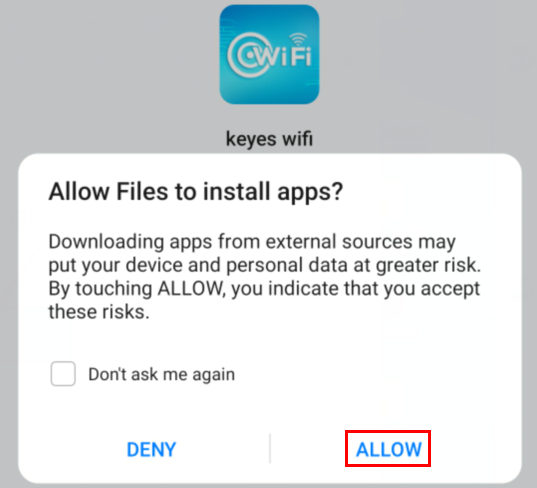 WiFi
keyes wifi
Allow Files to install apps?
Downloading apps from external sources may
put your device and personal data at greater risk.
By touching ALLOW, you indicate that you accept
these risks.
Don't ask me again
DENY
ALLOW